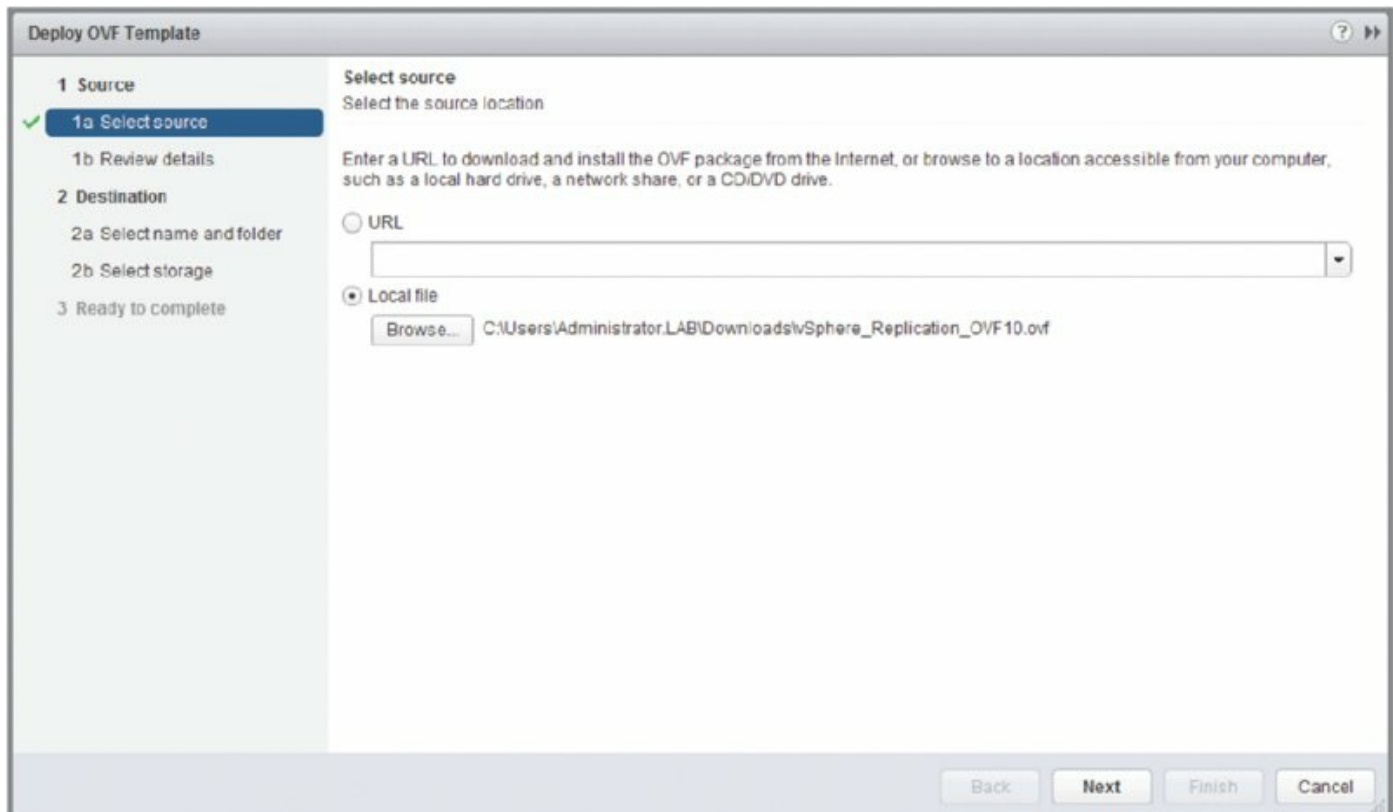 Deploy OVF Template
?
1 Source
1a Select source
1b Review details
2 Destination
2a Select name and folder
2b Select storage
3 Ready to complete
Select source
Select the source location
Enter a URL to download and install the OVF package from the Internet, or browse to a location accessible from your computer,
such as a local hard drive, a network share, or a CD/DVD drive.
URL
Local file
Browse... C:\Users\Administrator.LAB\Downloads\vSphere_Replication_OVF10.ovf
Back Next Finish Cancel